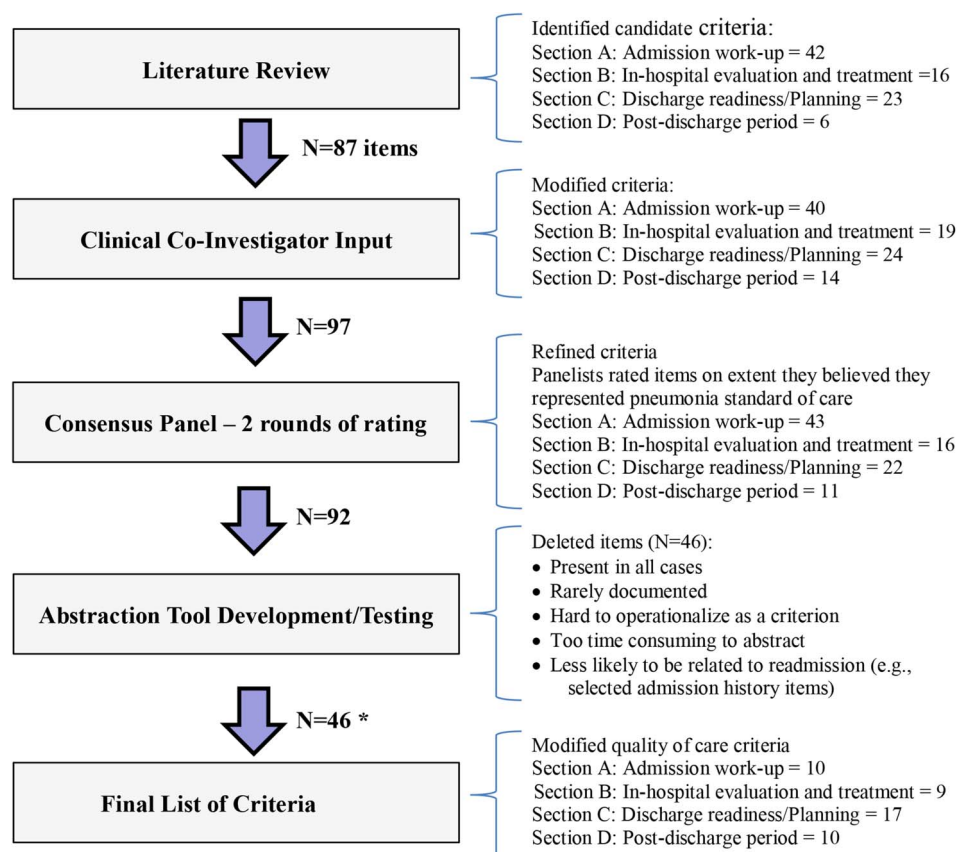 Literature Review
Identified candidate criteria:
Section A: Admission work-up = 42
Section B: In-hospital evaluation and treatment =16
Section C: Discharge readiness/Planning = 23
Section D: Post-discharge period = 6
N=87 items
Clinical Co-Investigator Input
Modified criteria:
Section A: Admission work-up = 40
Section B: In-hospital evaluation and treatment = 19
Section C: Discharge readiness/Planning = 24
Section D: Post-discharge period = 14
N=97
Consensus Panel – 2 rounds of rating
Refined criteria
Panelists rated items on extent they believed they
represented pneumonia standard of care
Section A: Admission work-up = 43
Section B: In-hospital evaluation and treatment = 16
Section C: Discharge readiness/Planning = 22
Section D: Post-discharge period = 11
N=92
Abstraction Tool Development/Testing
Deleted items (N=46):
• Present in all cases
• Rarely documented
• Hard to operationalize as a criterion
• Too time consuming to abstract
• Less likely to be related to readmission (e.g.,
selected admission history items)
N=46 *
Final List of Criteria
Modified quality of care criteria
Section A: Admission work-up = 10
Section B: In-hospital evaluation and treatment = 9
Section C: Discharge readiness/Planning = 17
Section D: Post-discharge period = 10